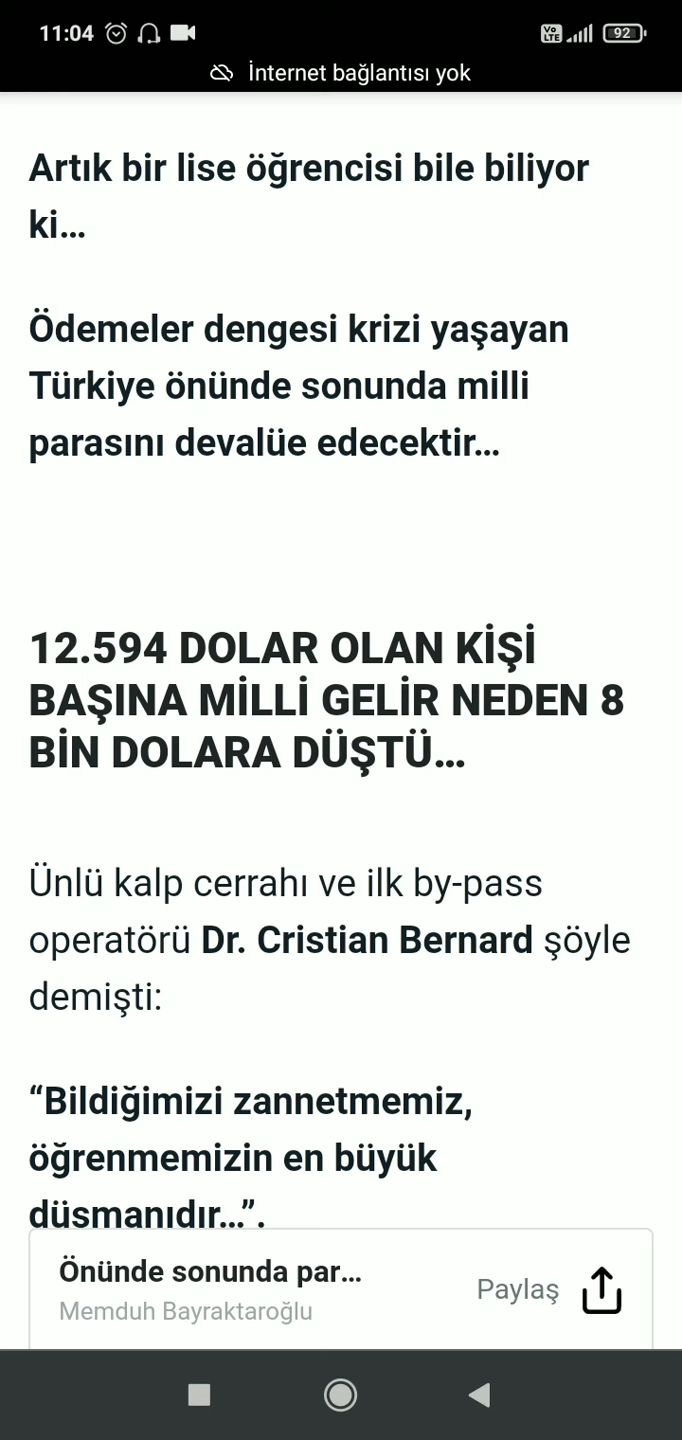 11:04
Vo LTE
92
İnternet bağlantısı yok
Artık bir lise öğrencisi bile biliyor
ki...
Ödemeler dengesi krizi yaşayan
Türkiye önünde sonunda milli
parasını devalüe edecektir...
12.594 DOLAR OLAN KİŞİ
BAŞINA MİLLİ GELİR NEDEN 8
BİN DOLARA DÜŞTÜ...
Ünlü kalp cerrahı ve ilk by-pass
operatörü Dr. Cristian Bernard şöyle
demişti:
“Bildiğimizi zannetmemiz,
öğrenmemizin en büyük
düşmanıdır...”.
Önünde sonunda par...
Memduh Bayraktaroğlu
Paylaş